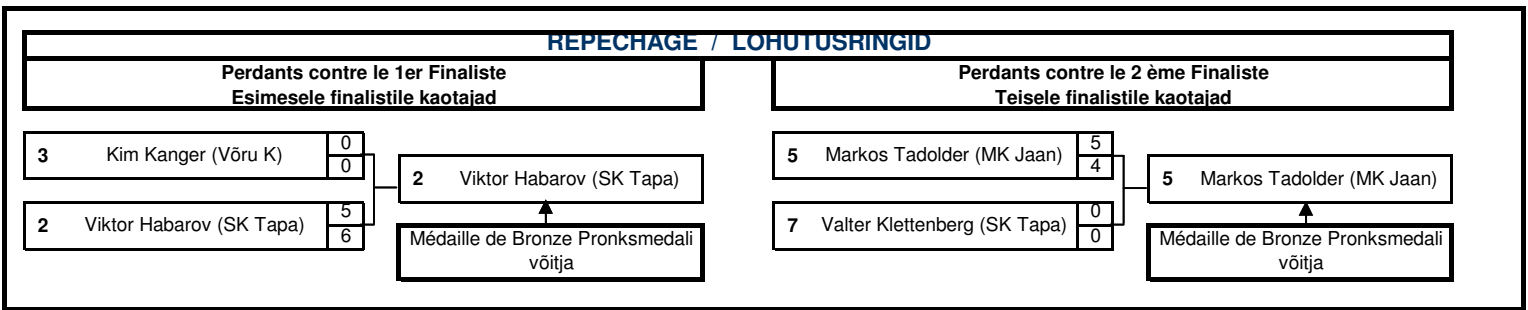 REPECHAGE / LOHUTUSRINGID
Perdants contre le 1er Finaliste
Esimesele finalistile kaotajad
Perdants contre le 2 ème Finaliste
Teisele finalistile kaotajad
3 Kim Kanger (Võru K) 0
0
2 Viktor Habarov (SK Tapa)
2 Viktor Habarov (SK Tapa) 5
6
Médaille de Bronze Pronksmedali
võitja
5 Markos Tadolder (MK Jaan) 5
4
5 Markos Tadolder (MK Jaan)
7 Valter Klettenberg (SK Tapa) 0
0
Médaille de Bronze Pronksmedali
võitja